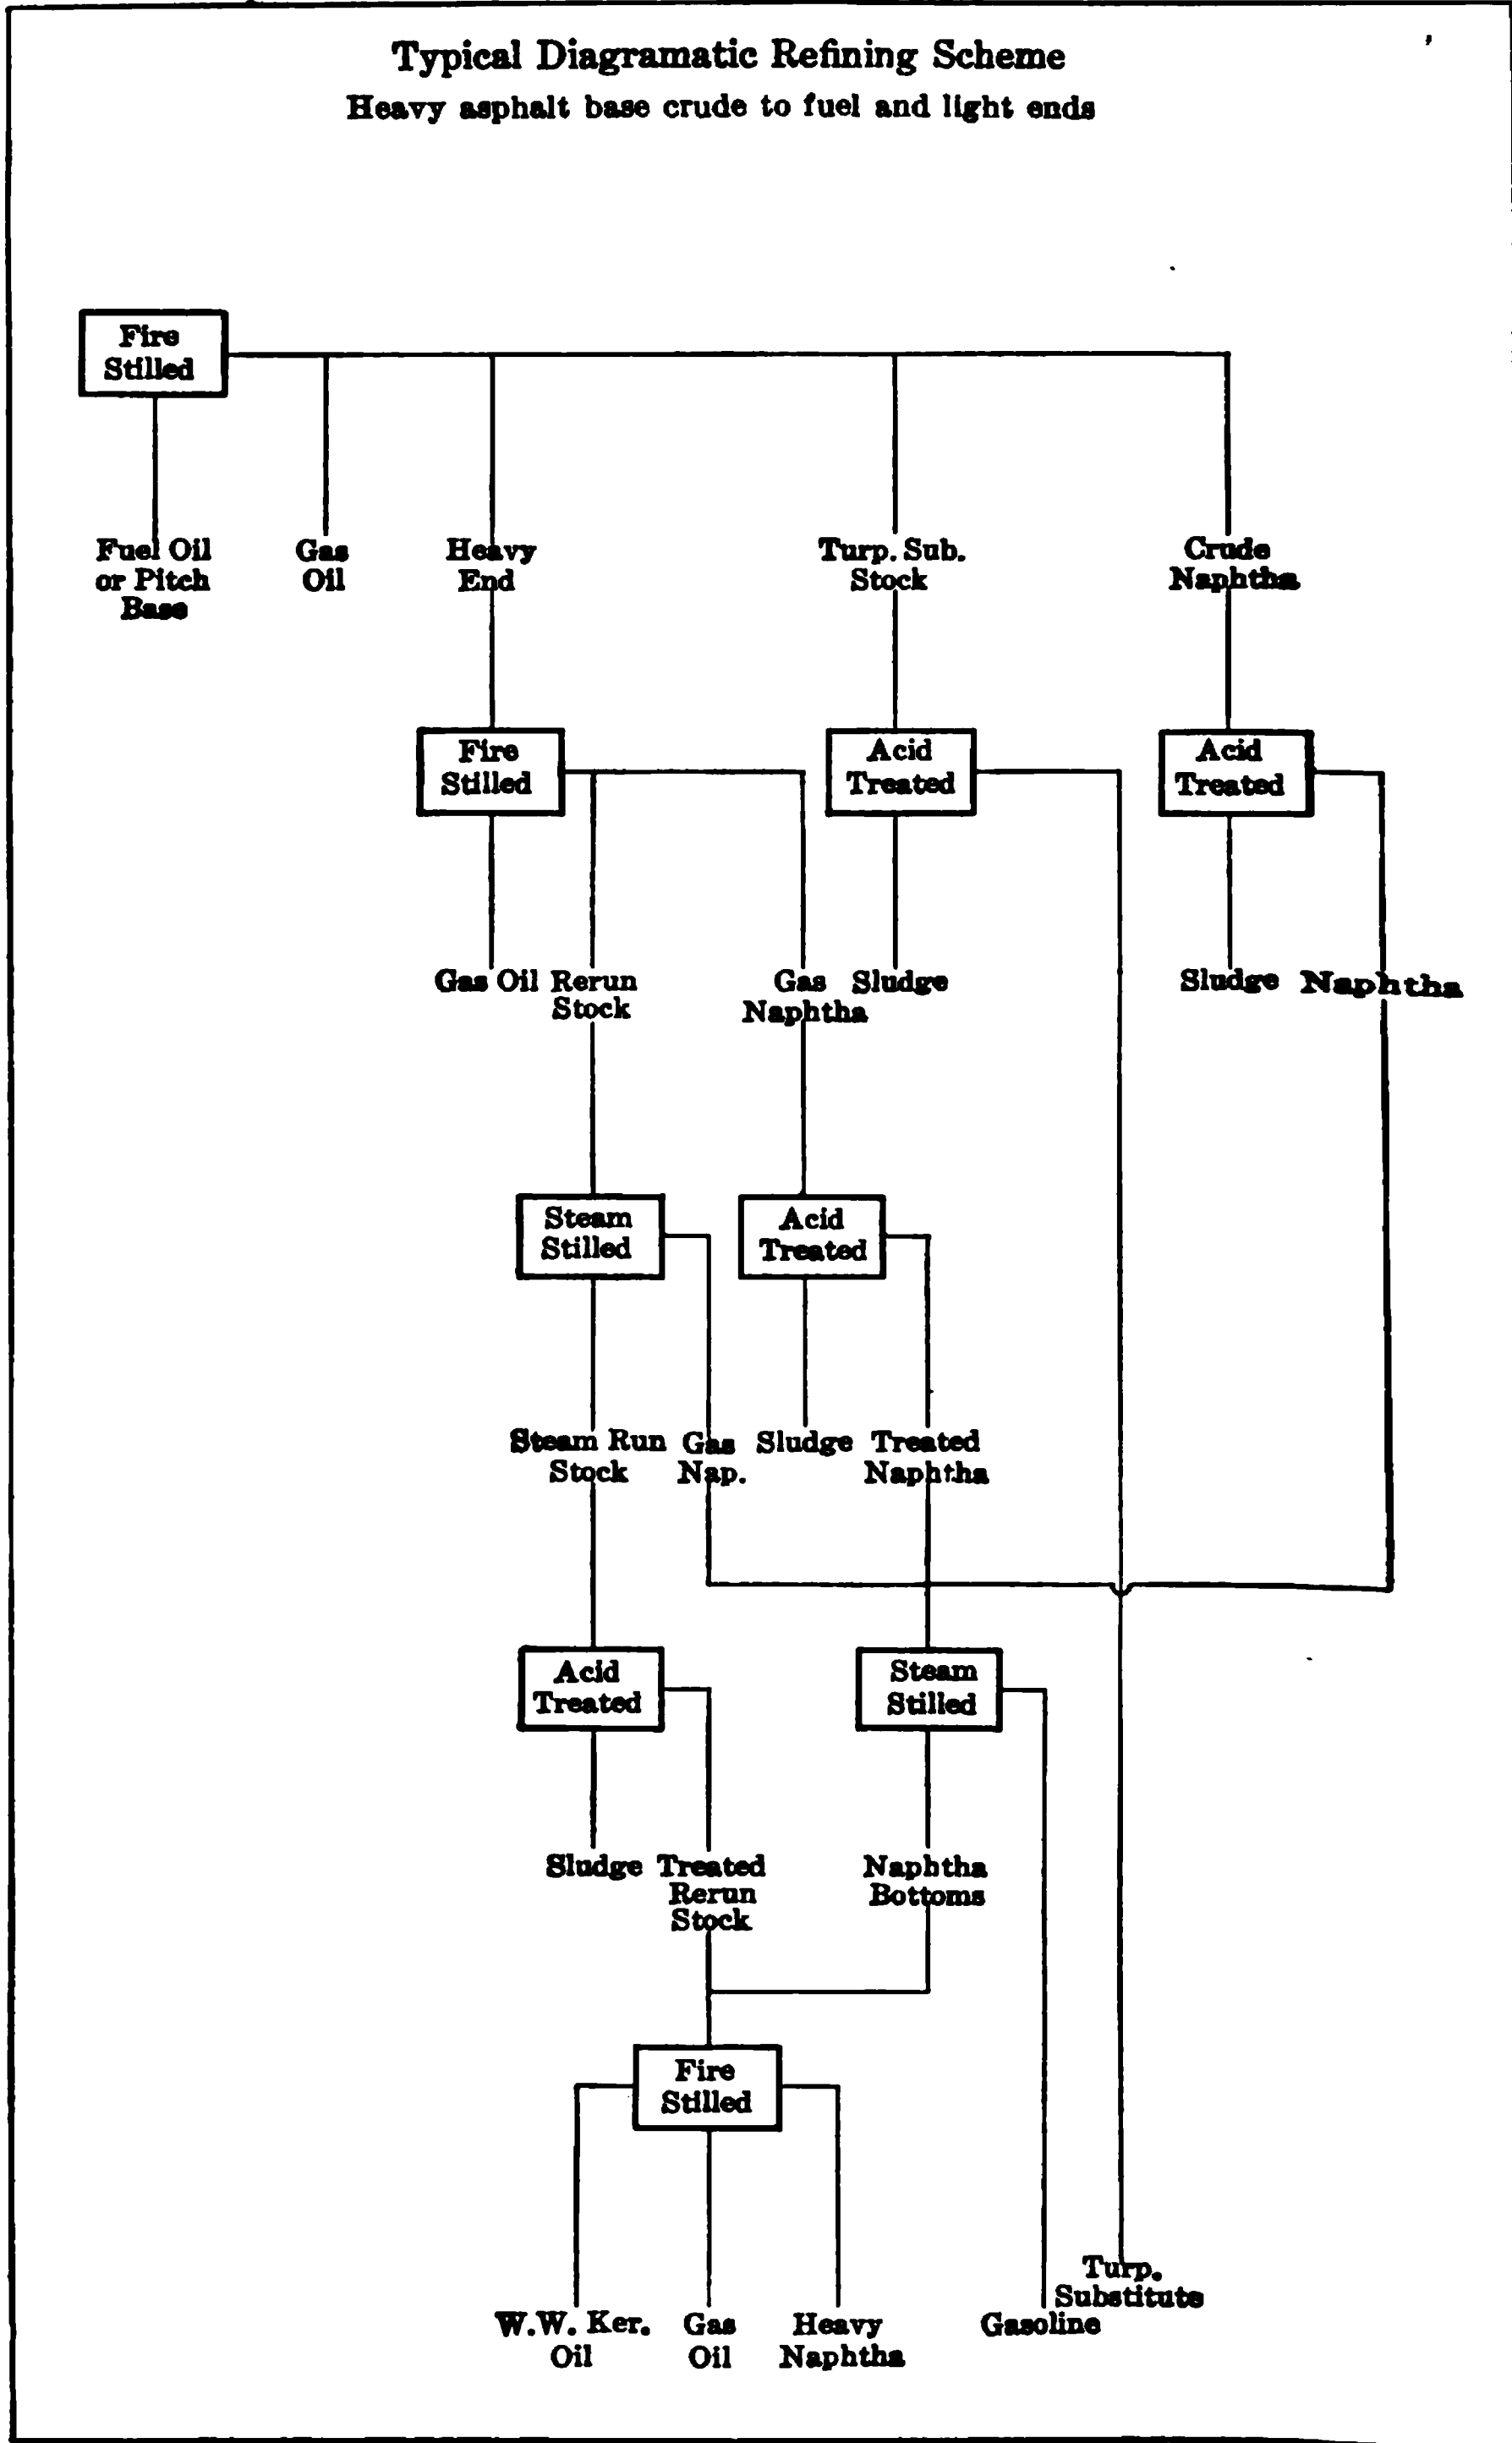 Typical Diagramatic Refining Scheme
Heavy asphalt base crude to fuel and light ends
Fire
Stilled
Fuel Oil
or Pitch
Base
Gas
Oil
Heavy
End
Turp. Sub.
Stock
Crude
Naphtha
Fire
Stilled
Acid
Treated
Acid
Treated
Gas Oil
Rerun
Stock
Gas
Naphtha
Sludge
Sludge
Naphtha
Steam
Stilled
Acid
Treated
Steam Run
Stock
Gas
Nap.
Sludge
Treated
Naphtha
Acid
Treated
Steam
Stilled
Sludge
Treated
Rerun
Stock
Naphtha
Bottoms
Fire
Stilled
W.W. Ker.
Oil
Gas
Oil
Heavy
Naphtha
Gasoline
Turp.
Substitute